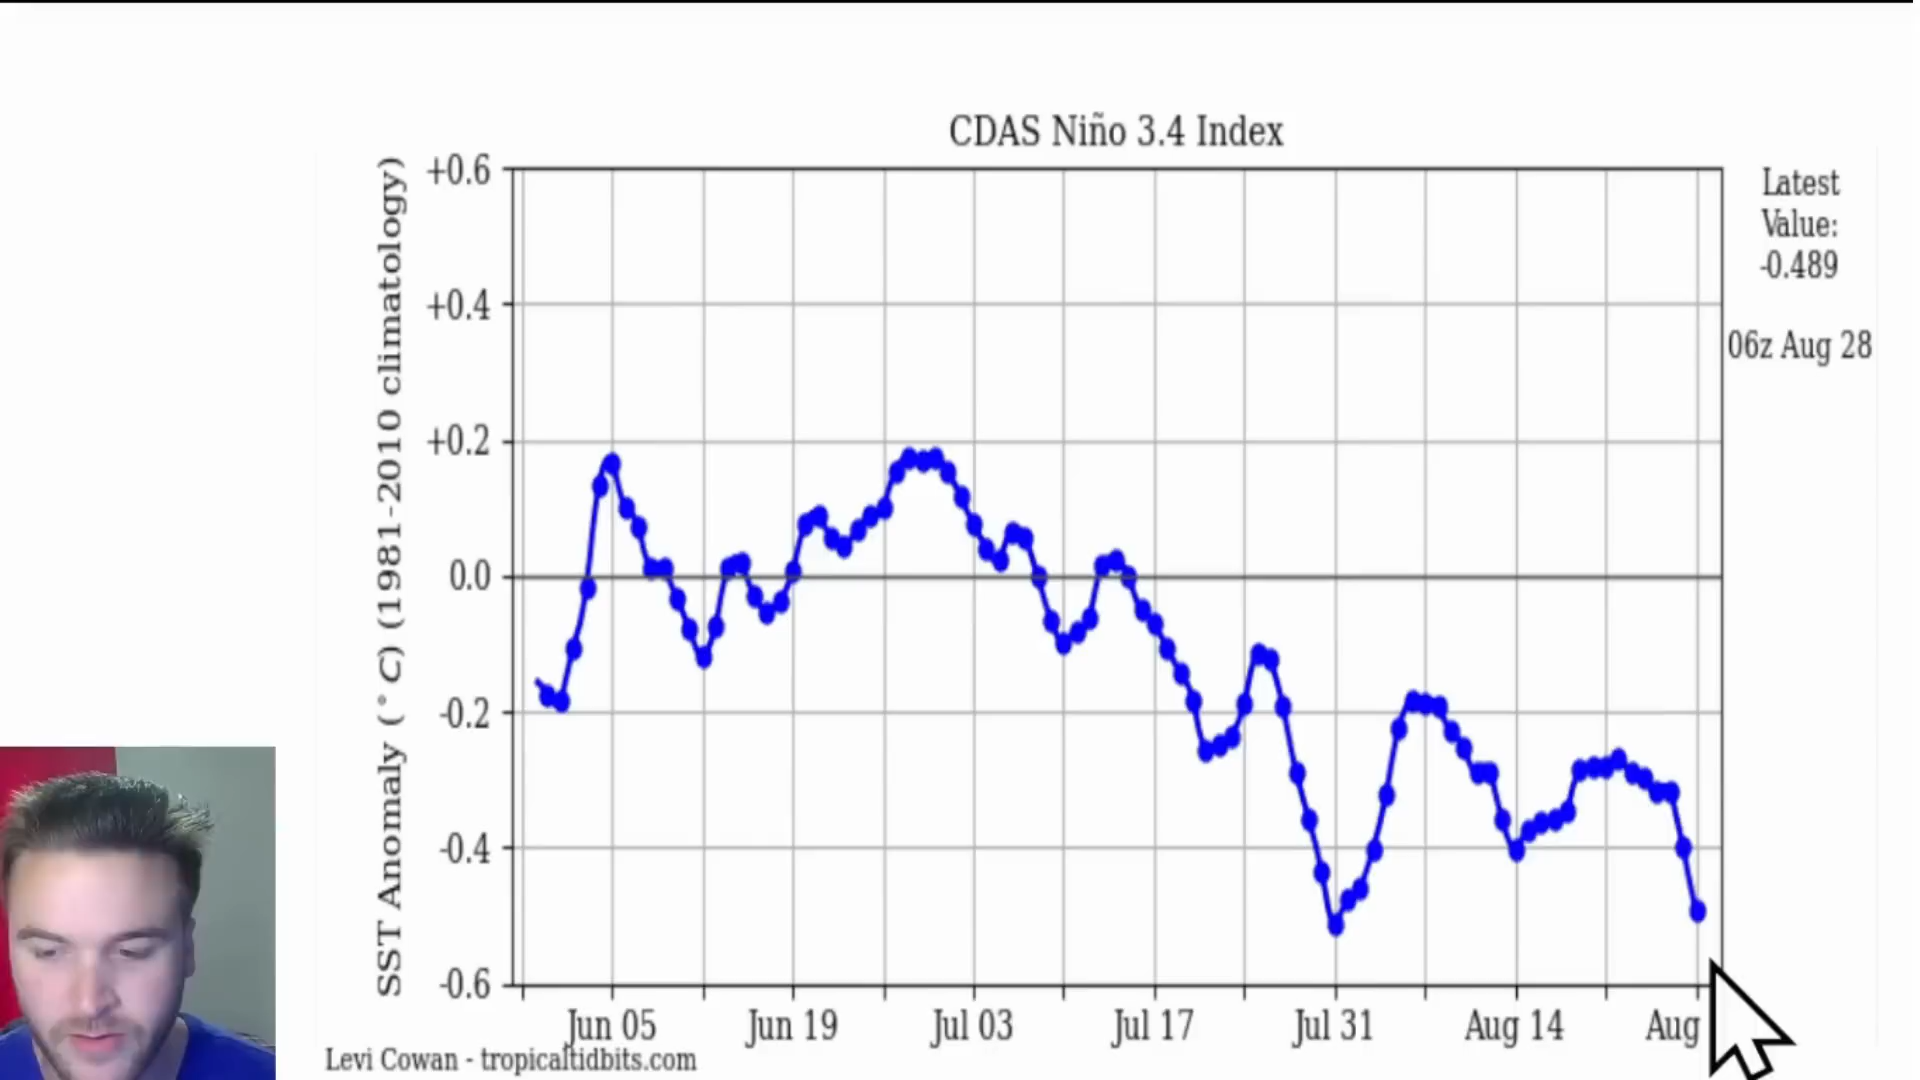 CDAS Niño 3.4 Index
SST Anomaly (°C) (1981-2010 climatology)
+0.6
+0.4
+0.2
0.0
-0.2
-0.4
-0.6
Jun 05
Jun 19
Jul 03
Jul 17
Jul 31
Aug 14
Aug
Latest
Value:
-0.489
06z Aug 28
Levi Cowan - tropicaltidbits.com